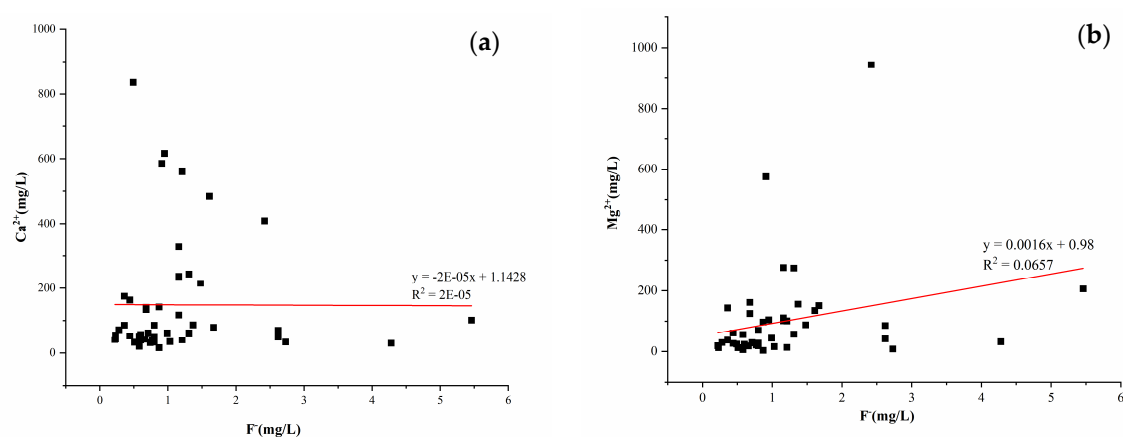 (a)
1000
800
600
400
200
0
Ca²⁺(mg/L)
y = -2E-05x + 1.1428
R² = 2E-05
0 1 2 3 4 5 6
F⁻(mg/L)
(b)
1000
800
600
400
200
0
Mg²⁺(mg/L)
y = 0.0016x + 0.98
R² = 0.0657
0 1 2 3 4 5 6
F⁻(mg/L)